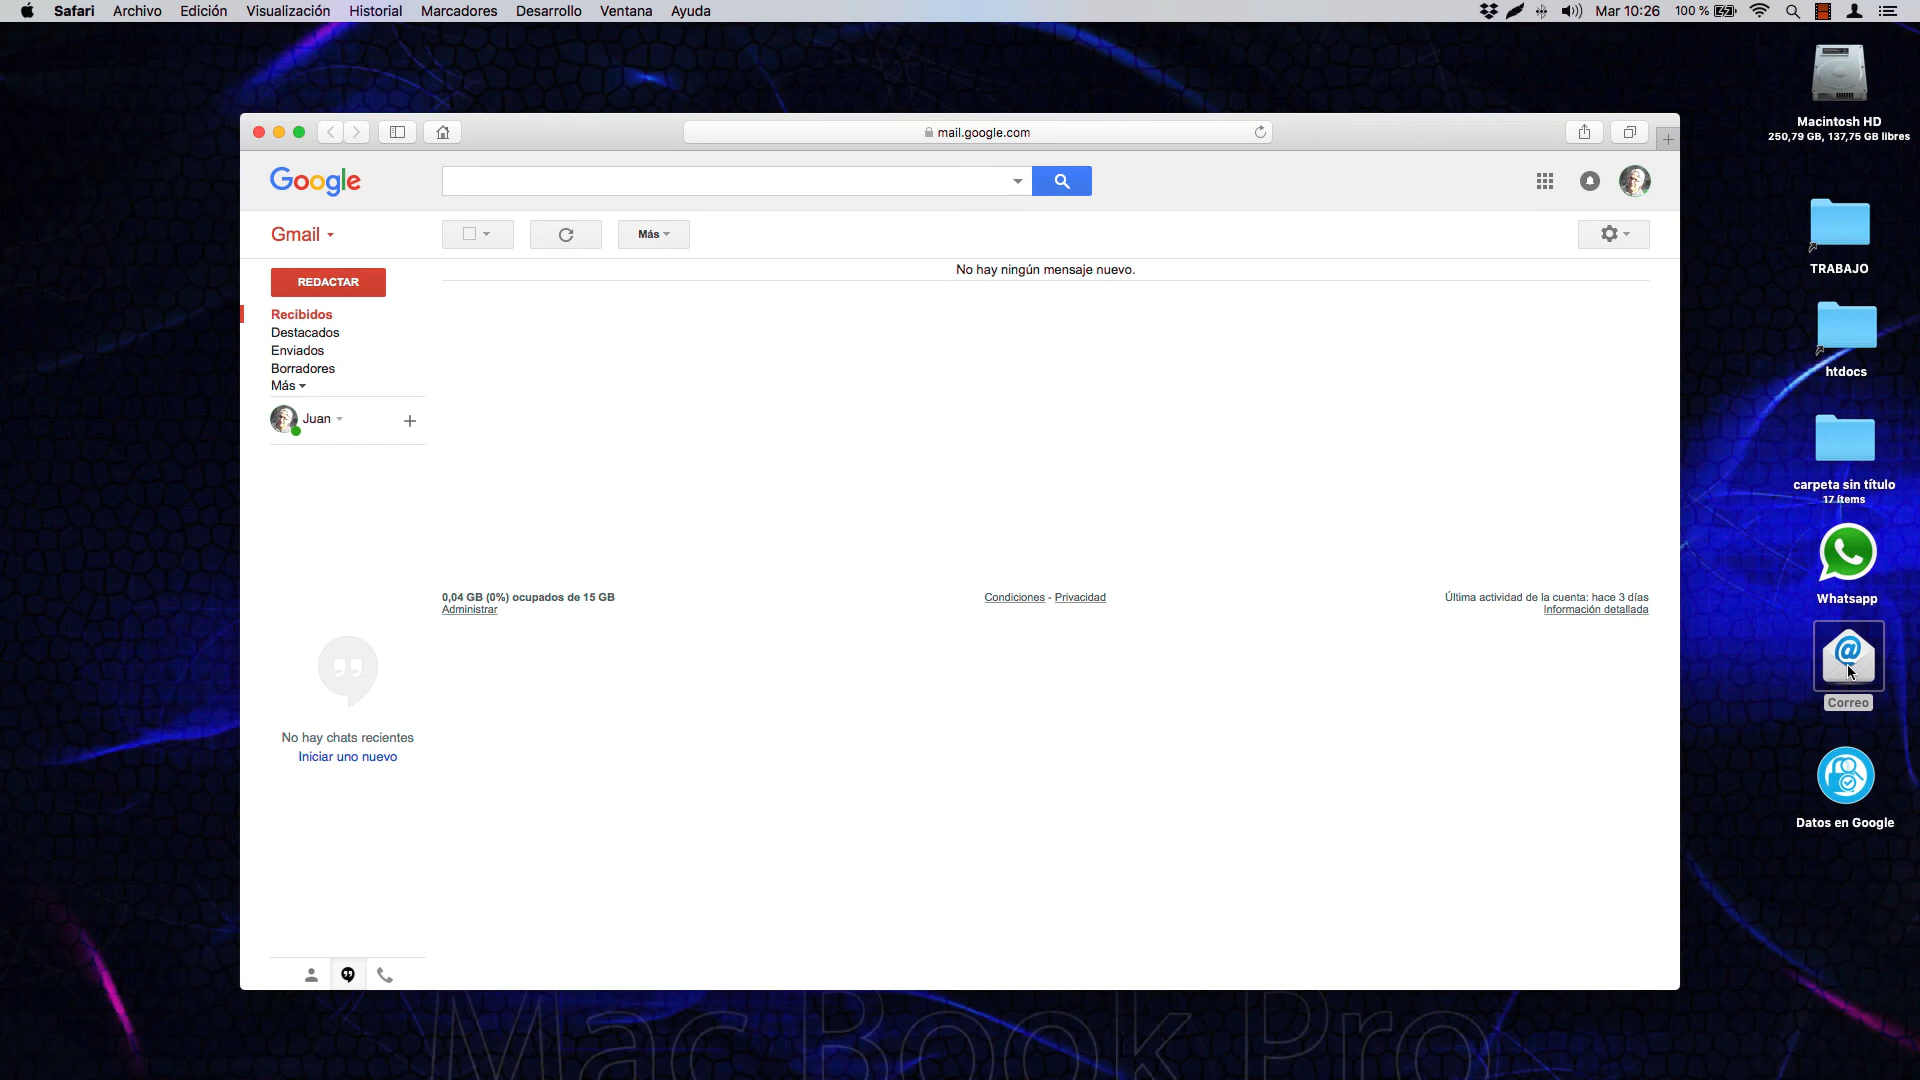 Safari Archivo Edición Visualización Historial Marcadores Desarrollo Ventana Ayuda
Mar 10:26 100 %
mail.google.com
Google
Gmail
Más
REDACTAR
No hay ningún mensaje nuevo.
Recibidos
Destacados
Enviados
Borradores
Más
Juan
0,04 GB (0%) ocupados de 15 GB
Administrar
Condiciones - Privacidad
Última actividad de la cuenta: hace 3 días
Información detallada
No hay chats recientes
Iniciar uno nuevo
Macintosh HD
250,79 GB, 137,75 GB libres
TRABAJO
htdocs
carpeta sin título
17 ítems
Whatsapp
@
Correo
Datos en Google
Mac Book Pro